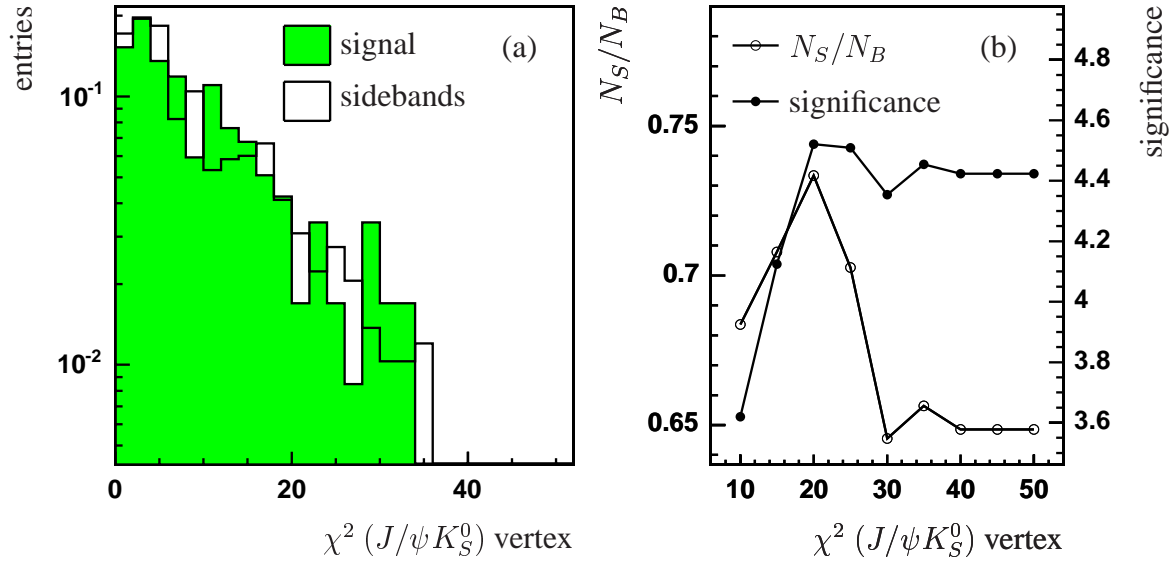 entries
signal
sidebands
(a)
10⁻¹
10⁻²
0 20 40
χ² (J/ψK⁰_S) vertex
N_S/N_B
N_S/N_B
significance
(b)
significance
0.75
0.7
0.65
4.8
4.6
4.4
4.2
4
3.8
3.6
10 20 30 40 50
χ² (J/ψK⁰_S) vertex